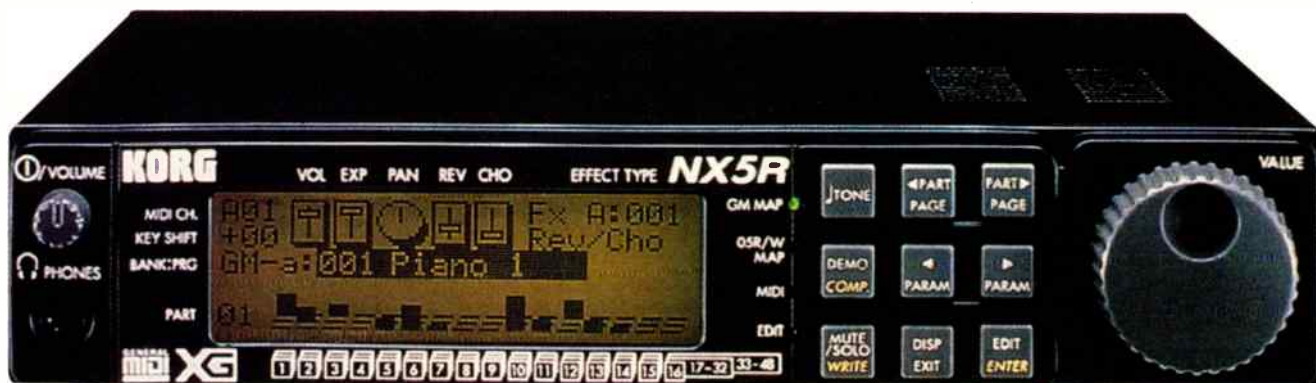 /VOLUME
PHONES
KORG
VOL EXP PAN REV CHO EFFECT TYPE NX5R
MIDI CH. A01 Fx A:001
KEY SHIFT +00 Rev/Cho
BANK:PRG GM-a:001 Piano 1
PART 01
GENERAL MIDI XG
1 2 3 4 5 6 7 8 9 10 11 12 13 14 15 16 17-32 33-48
GM MAP
05R/W MAP
MIDI
EDIT
♩TONE
◀PART PAGE
PART▶ PAGE
DEMO COMP.
◀ PARAM
▶ PARAM
MUTE /SOLO WRITE
DISP EXIT
EDIT ENTER
VALUE